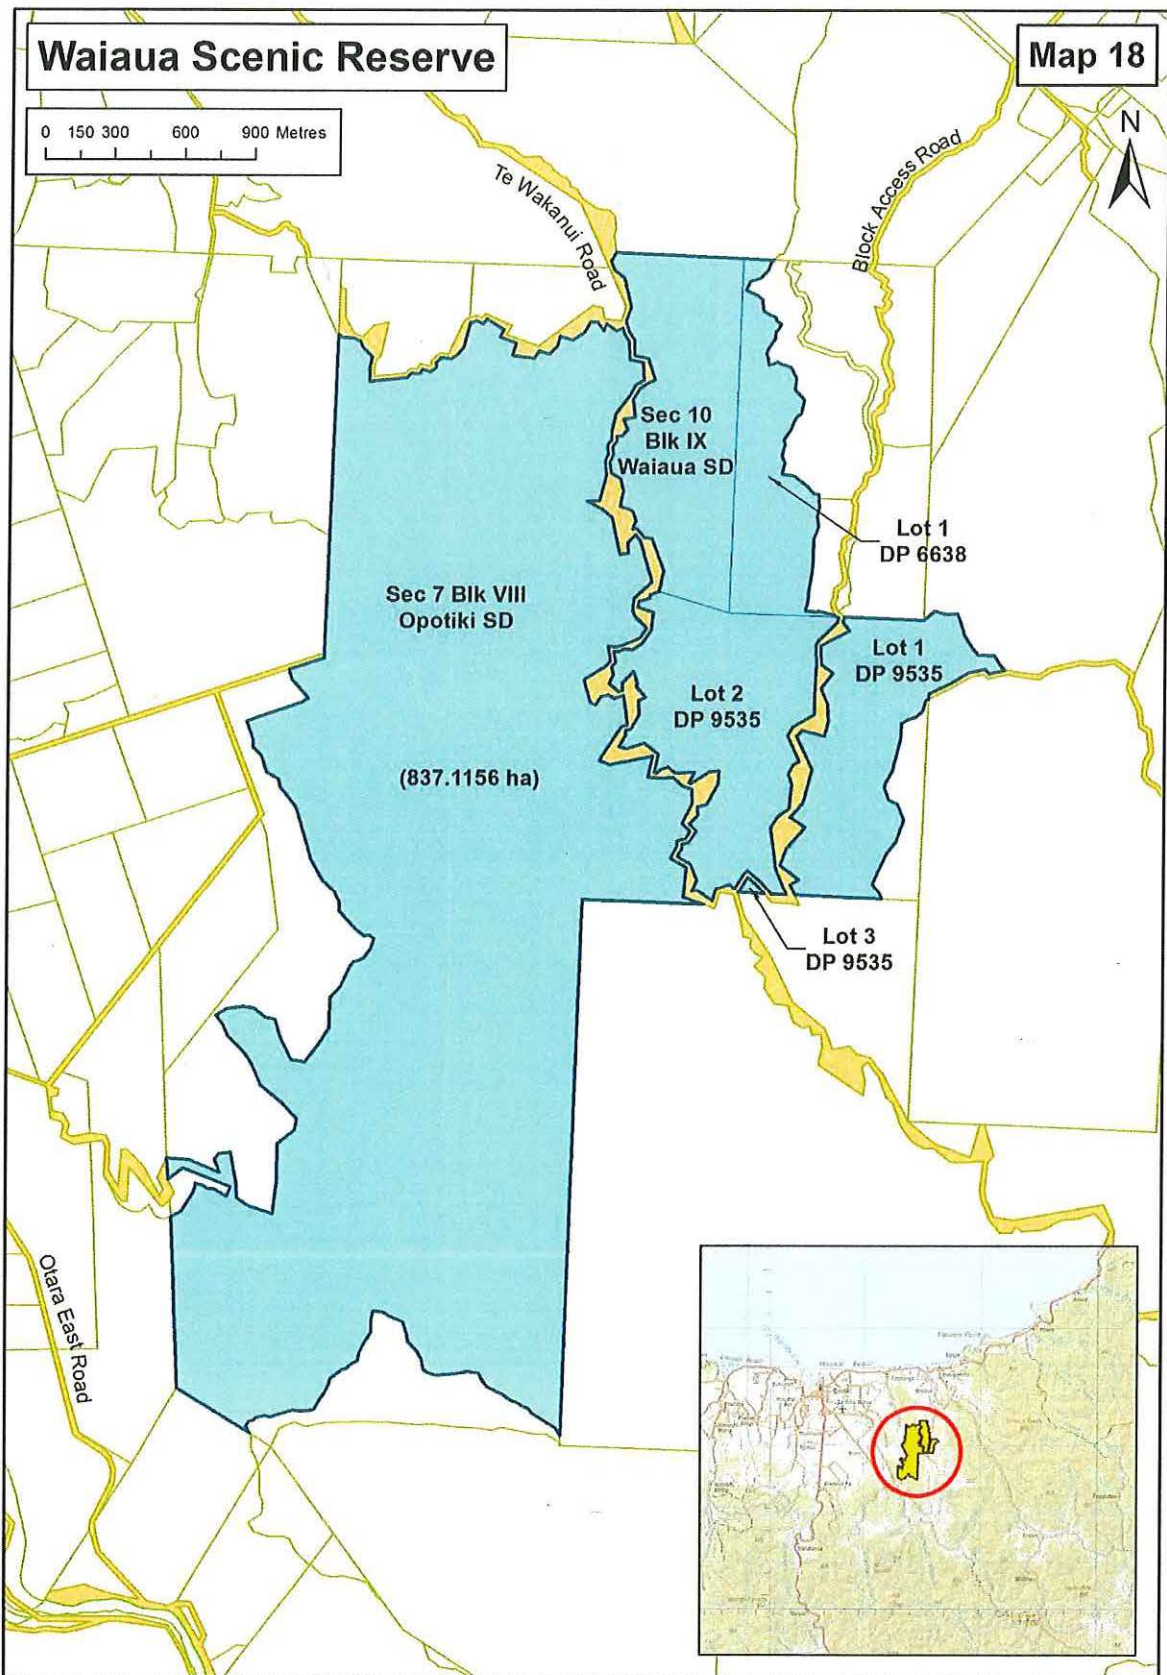 Waiaua Scenic Reserve
Map 18
0 150 300 600 900 Metres
N
Te Wakanui Road
Block Access Road
Sec 10
Blk IX
Waiaua SD
Lot 1
DP 6638
Sec 7 Blk VIII
Opotiki SD
Lot 1
DP 9535
Lot 2
DP 9535
(837.1156 ha)
Lot 3
DP 9535
Otara East Road